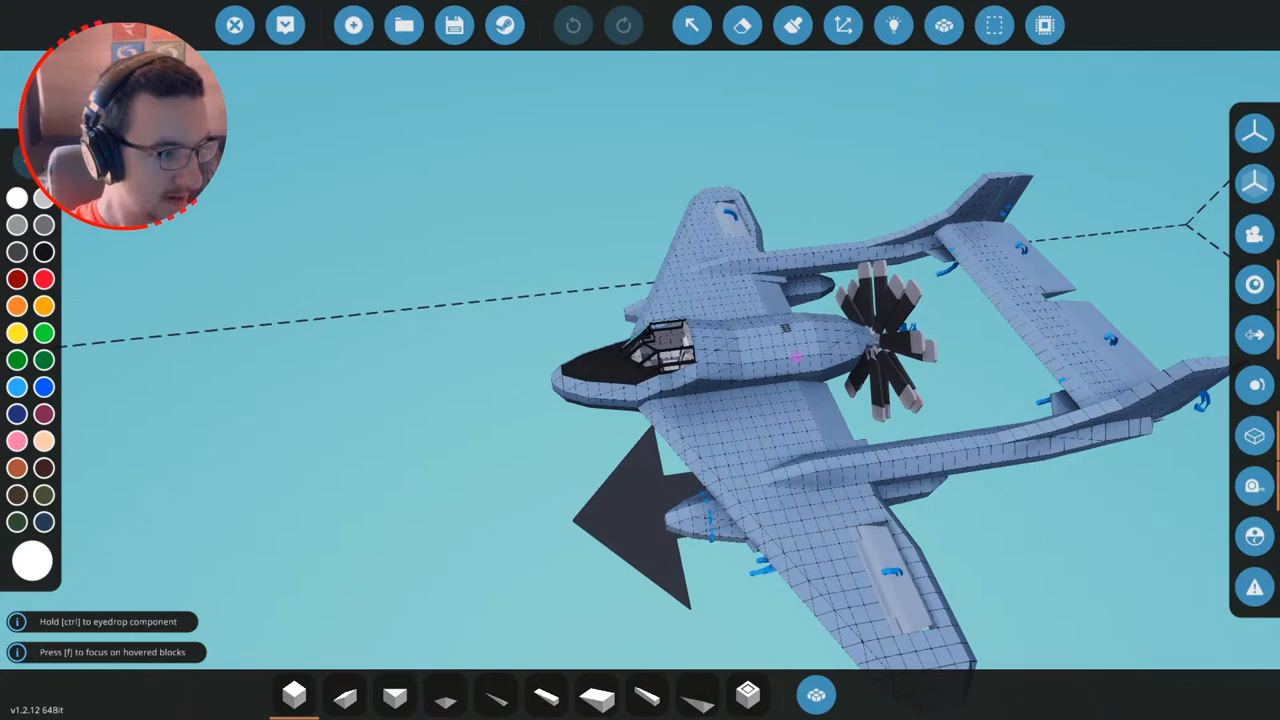 Hold [ctrl] to eyedrop component
Press [f] to focus on hovered blocks
v1.2.12 64Bit